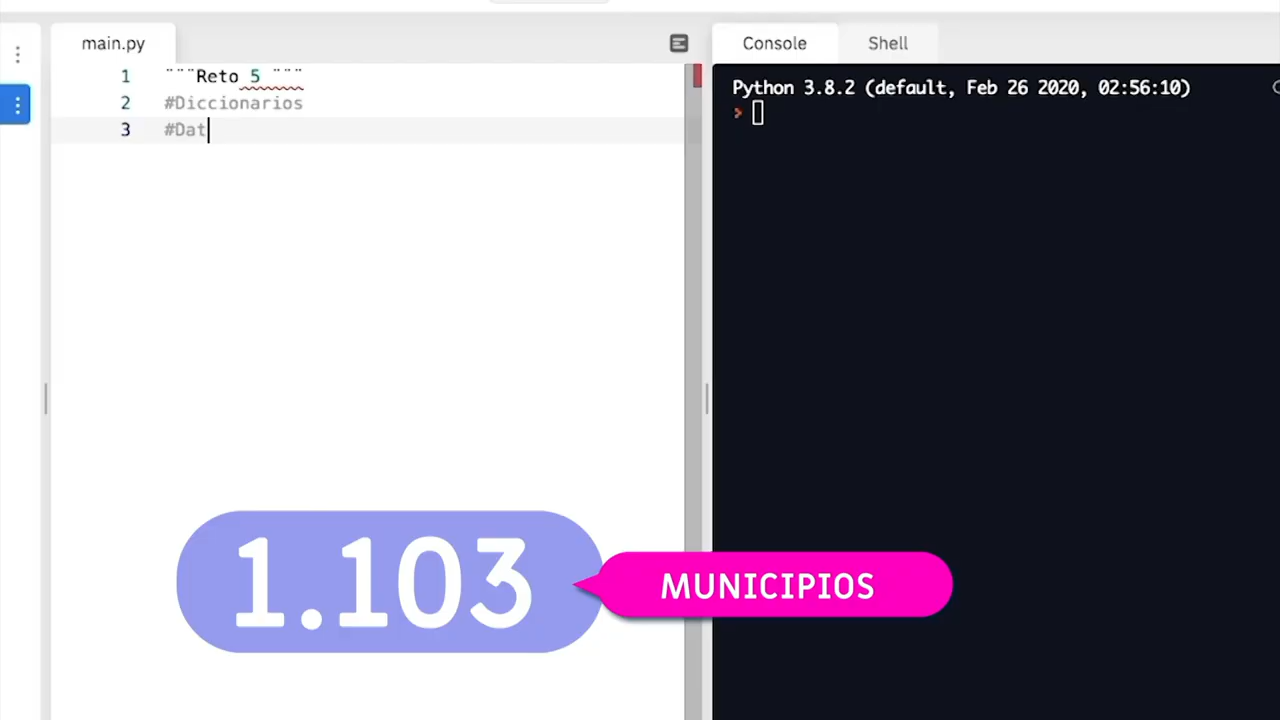 main.py
1 """Reto 5 """
2 #Diccionarios
3 #Dat
Console Shell
Python 3.8.2 (default, Feb 26 2020, 02:56:10)
>
1.103
MUNICIPIOS